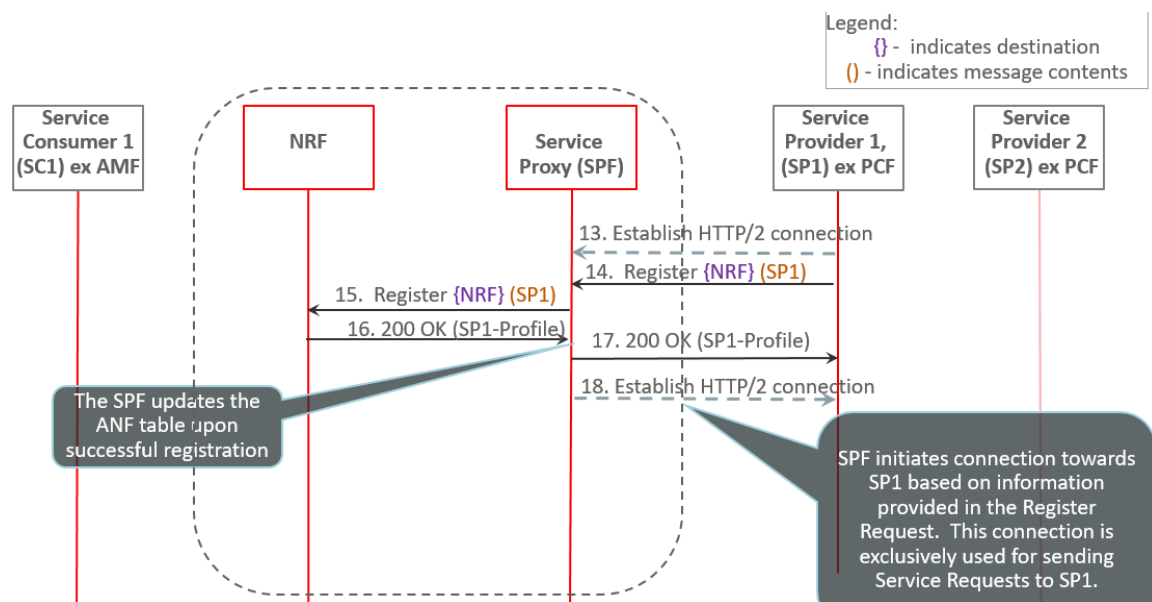 Legend:
{} - indicates destination
() - indicates message contents
Service
Consumer 1
(SC1) ex AMF
NRF
Service
Proxy (SPF)
Service
Provider 1,
(SP1) ex PCF
Service
Provider 2
(SP2) ex PCF
13. Establish HTTP/2 connection
14. Register {NRF} (SP1)
15. Register {NRF} (SP1)
16. 200 OK (SP1-Profile)
17. 200 OK (SP1-Profile)
18. Establish HTTP/2 connection
The SPF updates the
ANF table upon
successful registration
SPF initiates connection towards
SP1 based on information
provided in the Register
Request. This connection is
exclusively used for sending
Service Requests to SP1.